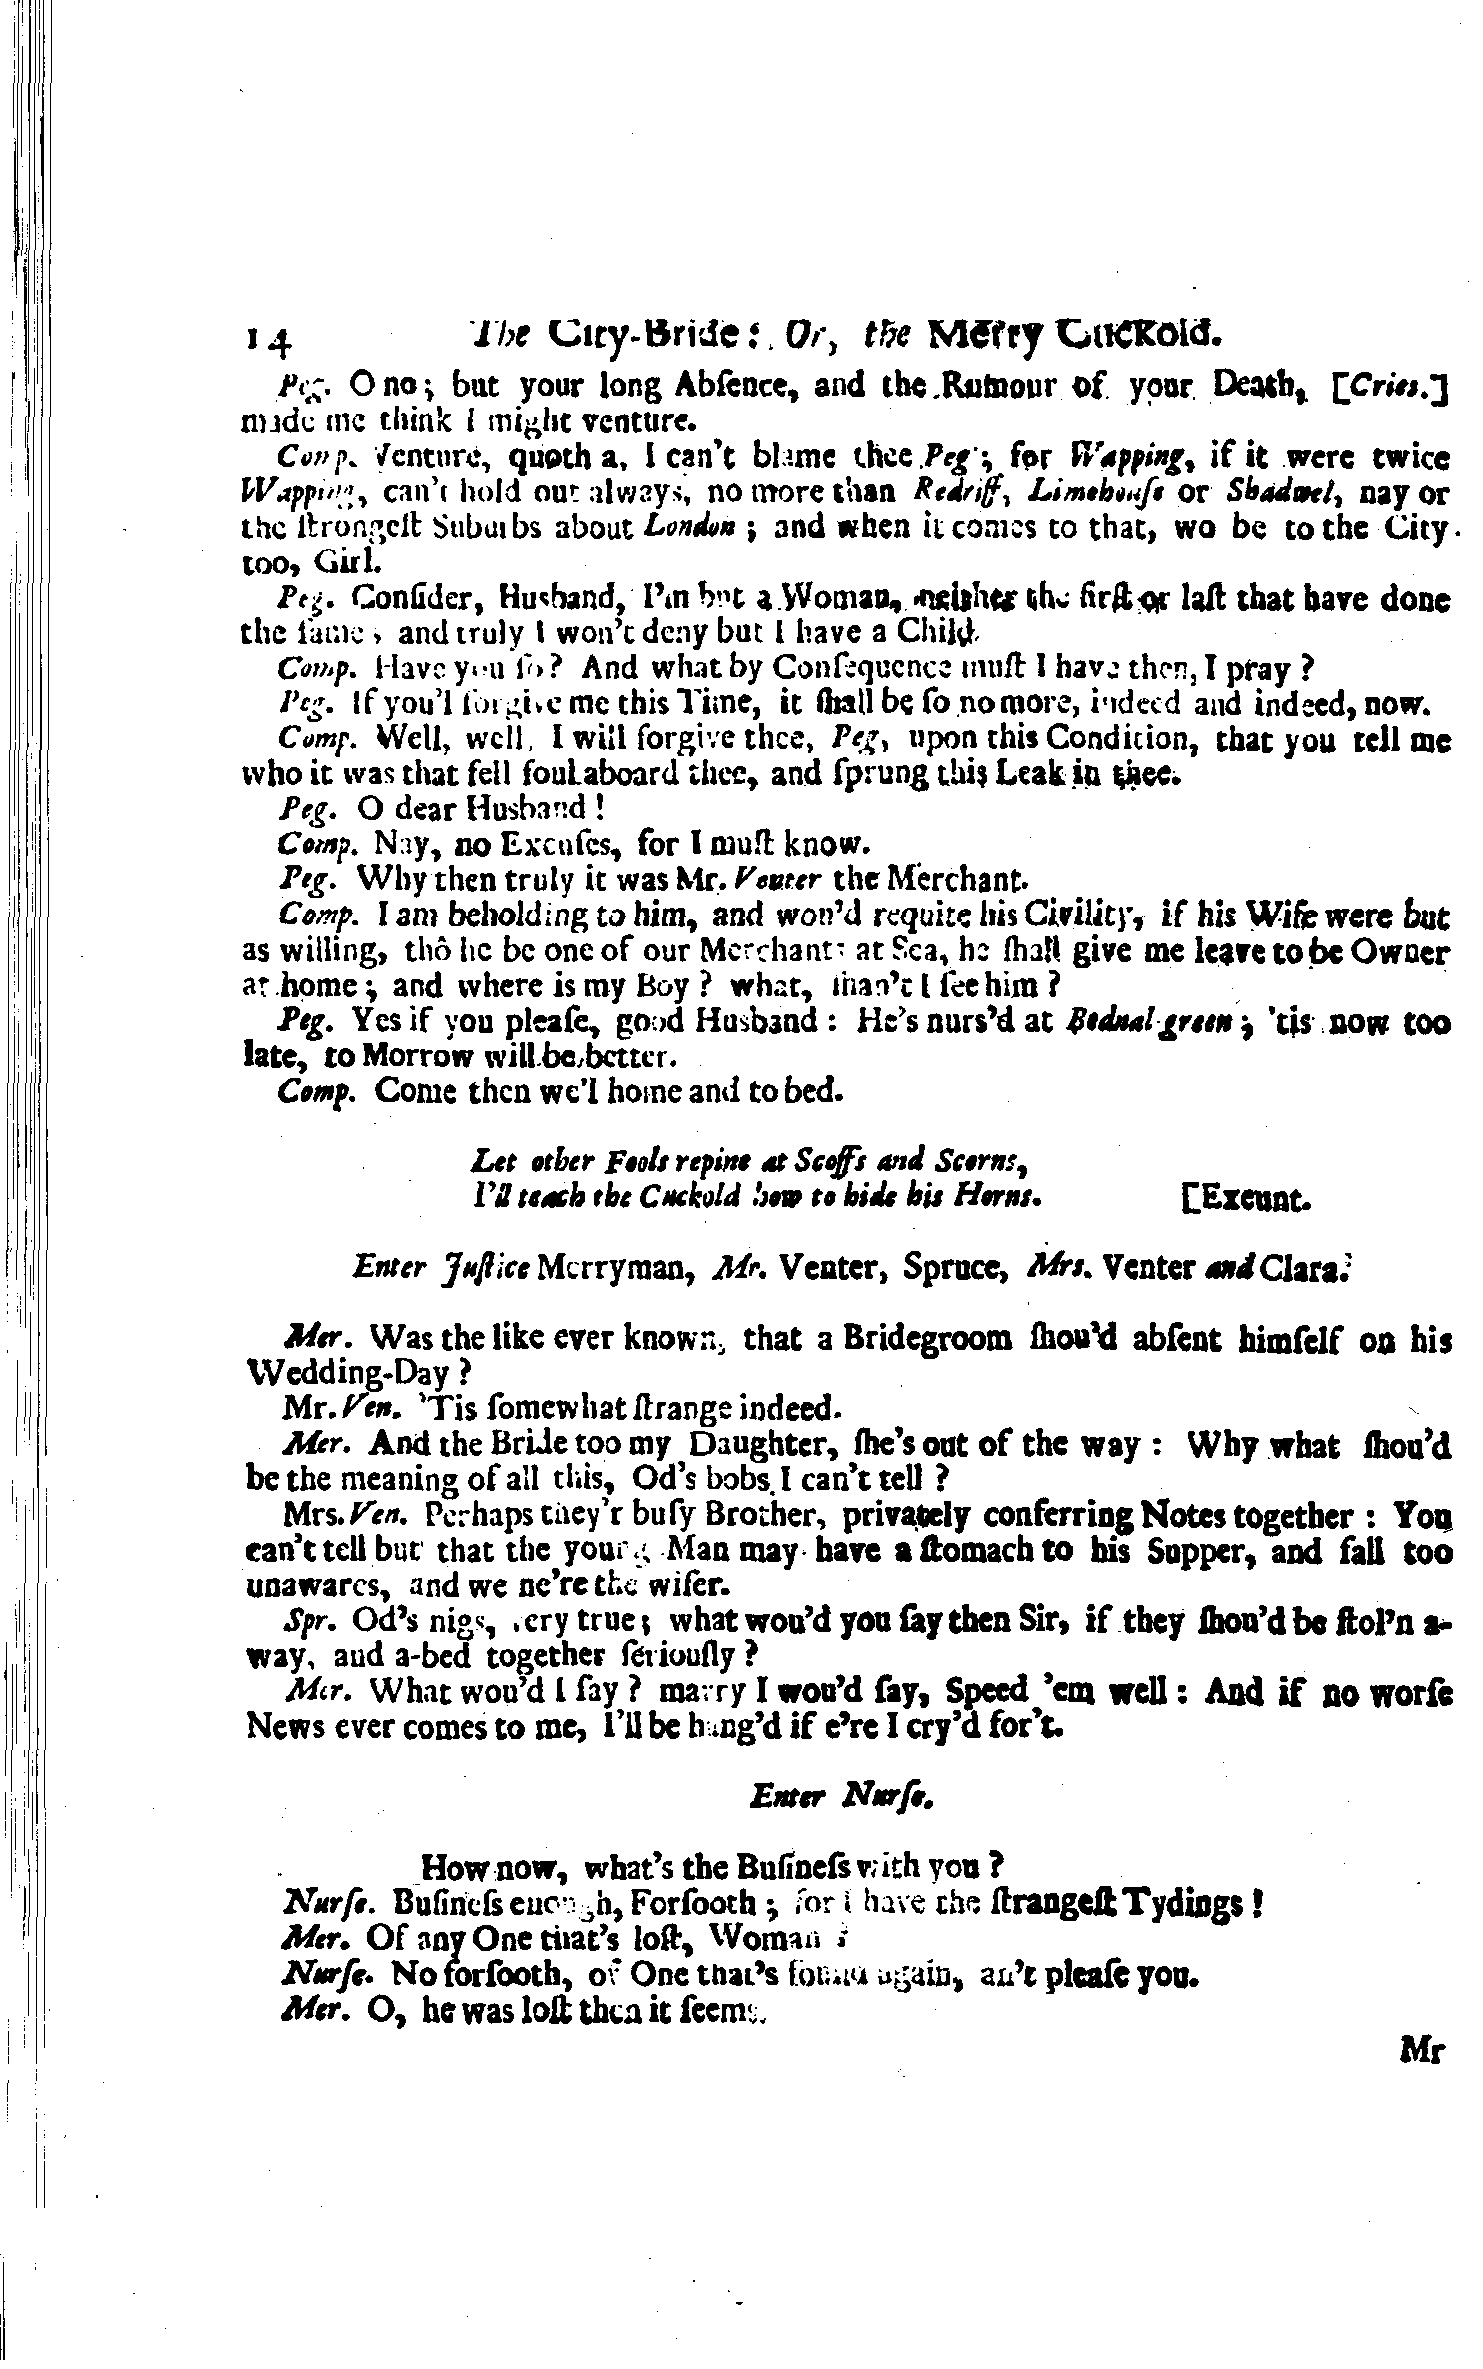 14 The City-Bride: Or, the Merry Cuckold.
Peg. O no; but your long Abſence, and the Rumour of your Death, [Cries.]
made me think I might venture.
Comp. Venture, quoth a, I can't blame thee Peg; for Wapping, if it were twice
Wapping, can't hold out always, no more than Redriff, Limehouſe or Shadwel, nay or
the ſtrongeſt Suburbs about London; and when it comes to that, wo be to the City
too, Girl.
Peg. Conſider, Husband, I'm but a Woman, neither the firſt or laſt that have done
the ſame, and truly I won't deny but I have a Child.
Comp. Have you ſo? And what by Conſequence muſt I have then, I pray?
Peg. If you'l forgive me this Time, it ſhall be ſo no more, indeed and indeed, now.
Comp. Well, well, I will forgive thee, Peg, upon this Condition, that you tell me
who it was that fell foul aboard thee, and ſprung this Leak in thee.
Peg. O dear Husband!
Comp. Nay, no Excuſes, for I muſt know.
Peg. Why then truly it was Mr. Venter the Merchant.
Comp. I am beholding to him, and wou'd requite his Civility, if his Wife were but
as willing, thô he be one of our Merchants at Sea, he ſhall give me leave to be Owner
at home; and where is my Boy? what, ſhan't I ſee him?
Peg. Yes if you pleaſe, good Husband: He's nurs'd at Bednal-green; 'tis now too
late, to Morrow will be better.
Comp. Come then we'l home and to bed.
Let other Fools repine at Scoffs and Scorns,
I'll teach the Cuckold how to hide his Horns. [Exeunt.
Enter Juſtice Merryman, Mr. Venter, Spruce, Mrs. Venter and Clara.
Mer. Was the like ever known, that a Bridegroom ſhou'd abſent himſelf on his
Wedding-Day?
Mr. Ven. 'Tis ſomewhat ſtrange indeed.
Mer. And the Bride too my Daughter, ſhe's out of the way: Why what ſhou'd
be the meaning of all this, Od's bobs I can't tell?
Mrs. Ven. Perhaps they'r buſy Brother, privately conferring Notes together: You
can't tell but that the young Man may have a ſtomach to his Supper, and fall too
unawares, and we ne're the wiſer.
Spr. Od's nigs, very true; what wou'd you ſay then Sir, if they ſhou'd be ſtol'n a-
way, and a-bed together ſeriouſly?
Mer. What wou'd I ſay? marry I wou'd ſay, Speed 'em well: And if no worſe
News ever comes to me, I'll be hang'd if e're I cry'd for't.
Enter Nurſe.
How now, what's the Buſineſs with you?
Nurſe. Buſineſs enough, Forſooth; for I have the ſtrangeſt Tydings!
Mer. Of any One that's loſt, Woman?
Nurſe. No forſooth, of One that's found again, an't pleaſe you.
Mer. O, he was loſt then it ſeems.
Mr